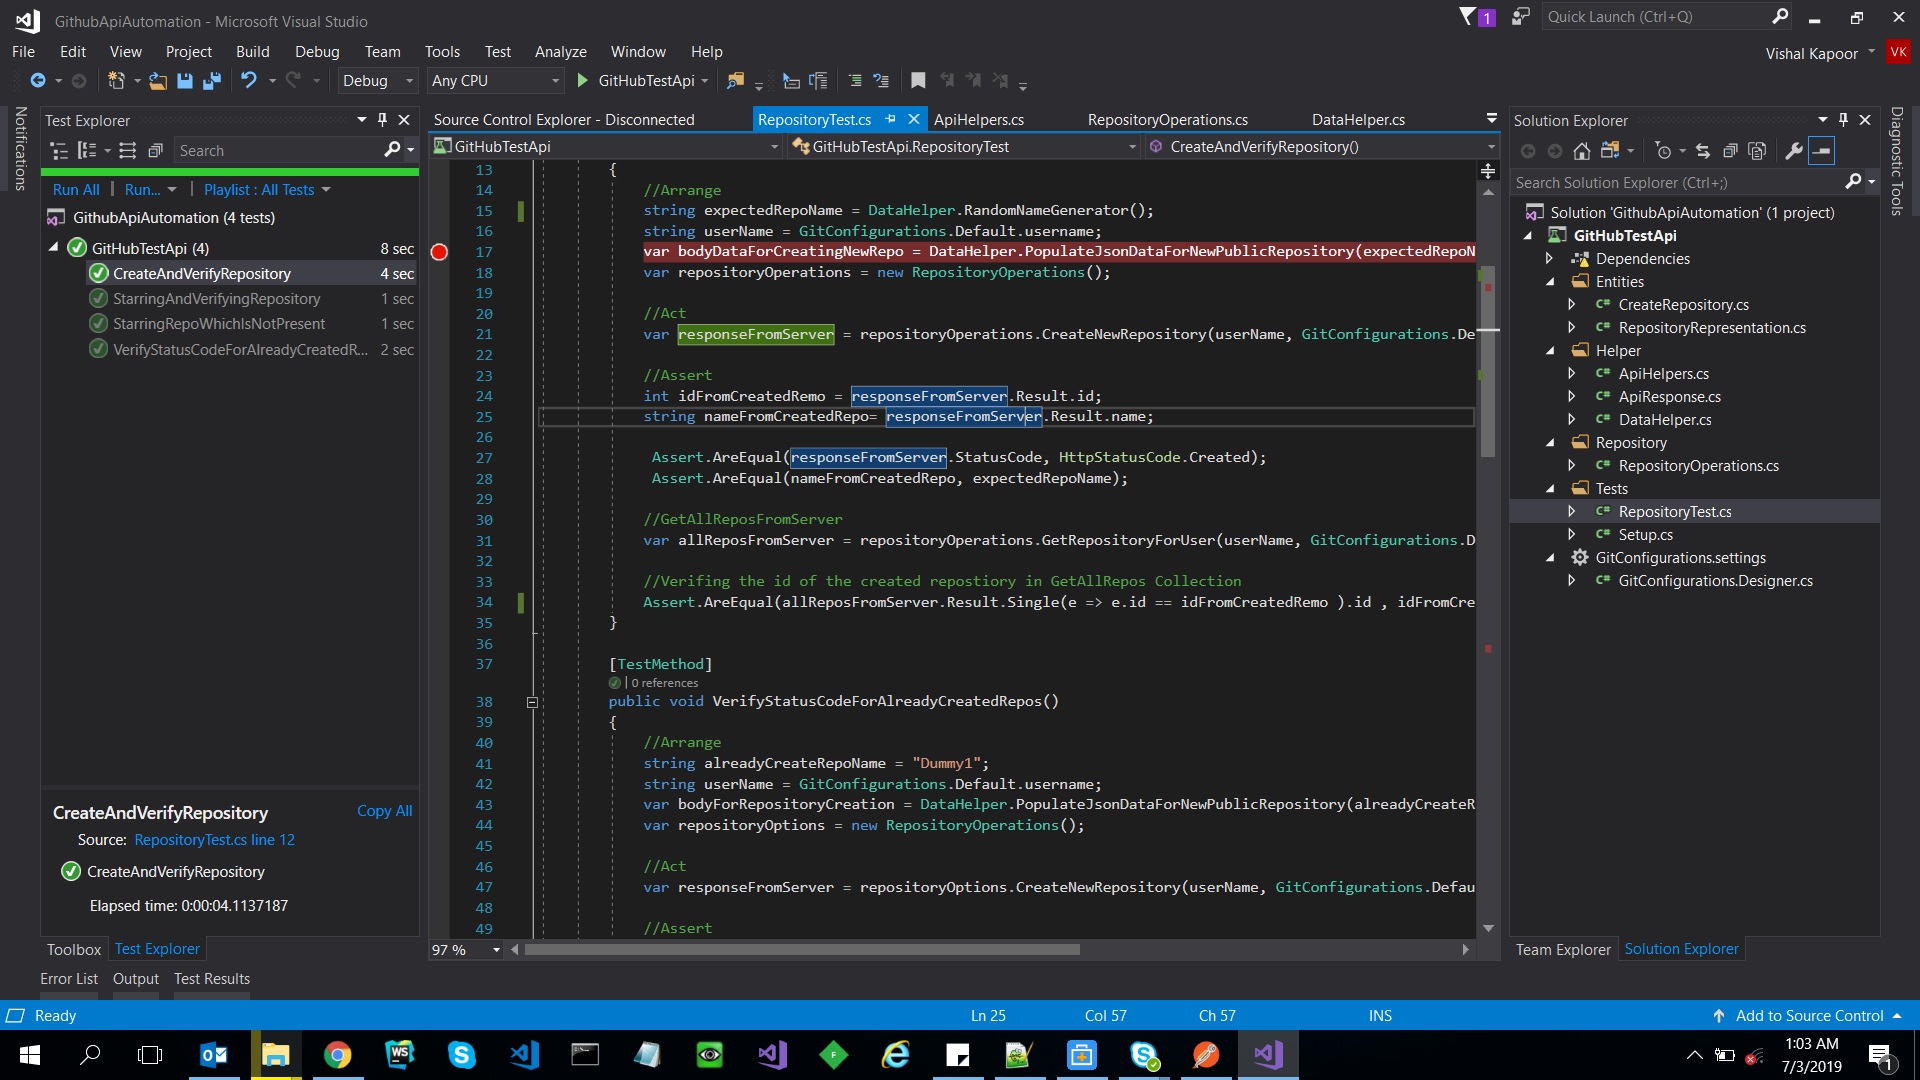 GithubApiAutomation - Microsoft Visual Studio
1
Quick Launch (Ctrl+Q)
File Edit View Project Build Debug Team Tools Test Analyze Window Help
Vishal Kapoor VK
Debug Any CPU GitHubTestApi
Notifications
Test Explorer
Search
Run All | Run... | Playlist : All Tests
GithubApiAutomation (4 tests)
GitHubTestApi (4) 8 sec
CreateAndVerifyRepository 4 sec
StarringAndVerifyingRepository 1 sec
StarringRepoWhichIsNotPresent 1 sec
VerifyStatusCodeForAlreadyCreatedR... 2 sec
CreateAndVerifyRepository Copy All
Source: RepositoryTest.cs line 12
CreateAndVerifyRepository
Elapsed time: 0:00:04.1137187
Toolbox Test Explorer
Source Control Explorer - Disconnected RepositoryTest.cs ApiHelpers.cs RepositoryOperations.cs DataHelper.cs
GitHubTestApi GitHubTestApi.RepositoryTest CreateAndVerifyRepository()
13 {
14 //Arrange
15 string expectedRepoName = DataHelper.RandomNameGenerator();
16 string userName = GitConfigurations.Default.username;
17 var bodyDataForCreatingNewRepo = DataHelper.PopulateJsonDataForNewPublicRepository(expectedRepoN
18 var repositoryOperations = new RepositoryOperations();
19
20 //Act
21 var responseFromServer = repositoryOperations.CreateNewRepository(userName, GitConfigurations.De
22
23 //Assert
24 int idFromCreatedRemo = responseFromServer.Result.id;
25 string nameFromCreatedRepo= responseFromServer.Result.name;
26
27 Assert.AreEqual(responseFromServer.StatusCode, HttpStatusCode.Created);
28 Assert.AreEqual(nameFromCreatedRepo, expectedRepoName);
29
30 //GetAllReposFromServer
31 var allReposFromServer = repositoryOperations.GetRepositoryForUser(userName, GitConfigurations.D
32
33 //Verifing the id of the created repostiory in GetAllRepos Collection
34 Assert.AreEqual(allReposFromServer.Result.Single(e => e.id == idFromCreatedRemo ).id , idFromCre
35 }
36
37 [TestMethod]
| 0 references
38 public void VerifyStatusCodeForAlreadyCreatedRepos()
39 {
40 //Arrange
41 string alreadyCreateRepoName = "Dummy1";
42 string userName = GitConfigurations.Default.username;
43 var bodyForRepositoryCreation = DataHelper.PopulateJsonDataForNewPublicRepository(alreadyCreateR
44 var repositoryOptions = new RepositoryOperations();
45
46 //Act
47 var responseFromServer = repositoryOptions.CreateNewRepository(userName, GitConfigurations.Defau
48
49 //Assert
97 %
Solution Explorer
Search Solution Explorer (Ctrl+;)
Solution 'GithubApiAutomation' (1 project)
GitHubTestApi
Dependencies
Entities
C# CreateRepository.cs
C# RepositoryRepresentation.cs
Helper
C# ApiHelpers.cs
C# ApiResponse.cs
C# DataHelper.cs
Repository
C# RepositoryOperations.cs
Tests
C# RepositoryTest.cs
C# Setup.cs
GitConfigurations.settings
C# GitConfigurations.Designer.cs
Team Explorer Solution Explorer
Diagnostic Tools
Error List Output Test Results
Ready Ln 25 Col 57 Ch 57 INS Add to Source Control
WS
F
1:03 AM
7/3/2019
1